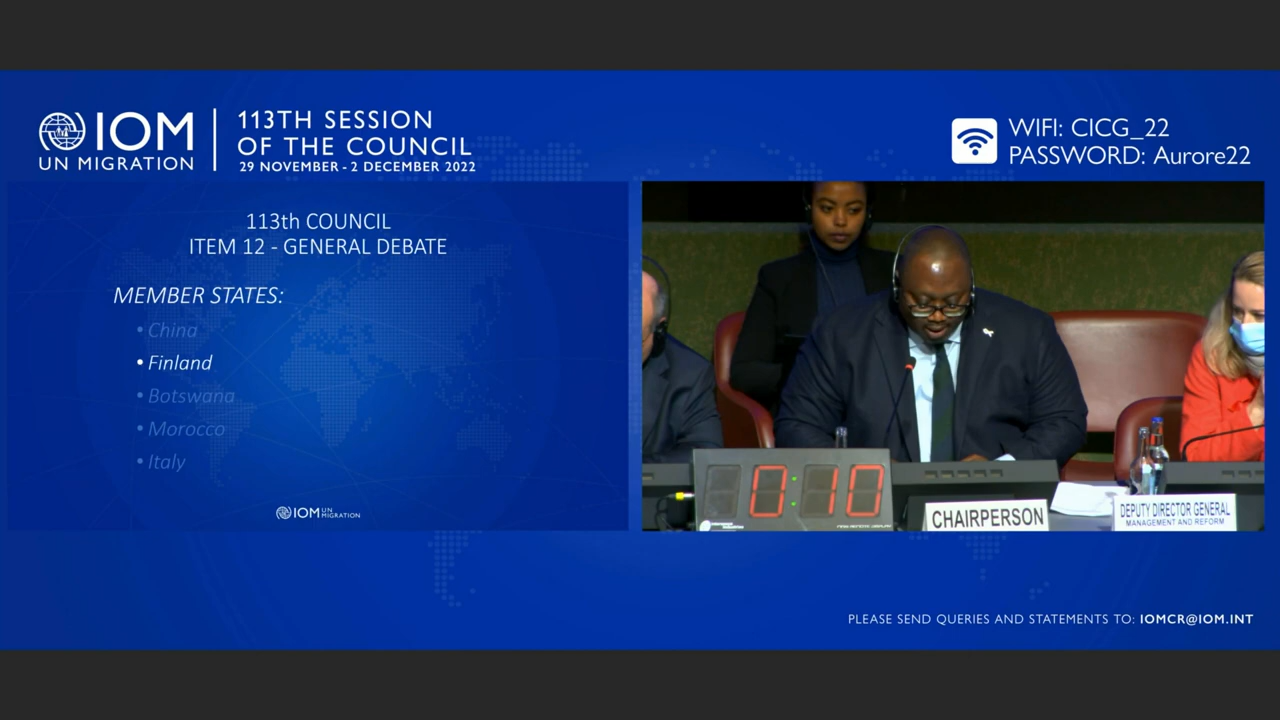 IOM
UN MIGRATION
113TH SESSION
OF THE COUNCIL
29 NOVEMBER - 2 DECEMBER 2022
WIFI: CICG_22
PASSWORD: Aurore22
113th COUNCIL
ITEM 12 - GENERAL DEBATE
MEMBER STATES:
• China
• Finland
• Botswana
• Morocco
• Italy
IOM UN
MIGRATION
0:10
CHAIRPERSON
DEPUTY DIRECTOR GENERAL
MANAGEMENT AND REFORM
PLEASE SEND QUERIES AND STATEMENTS TO: IOMCR@IOM.INT